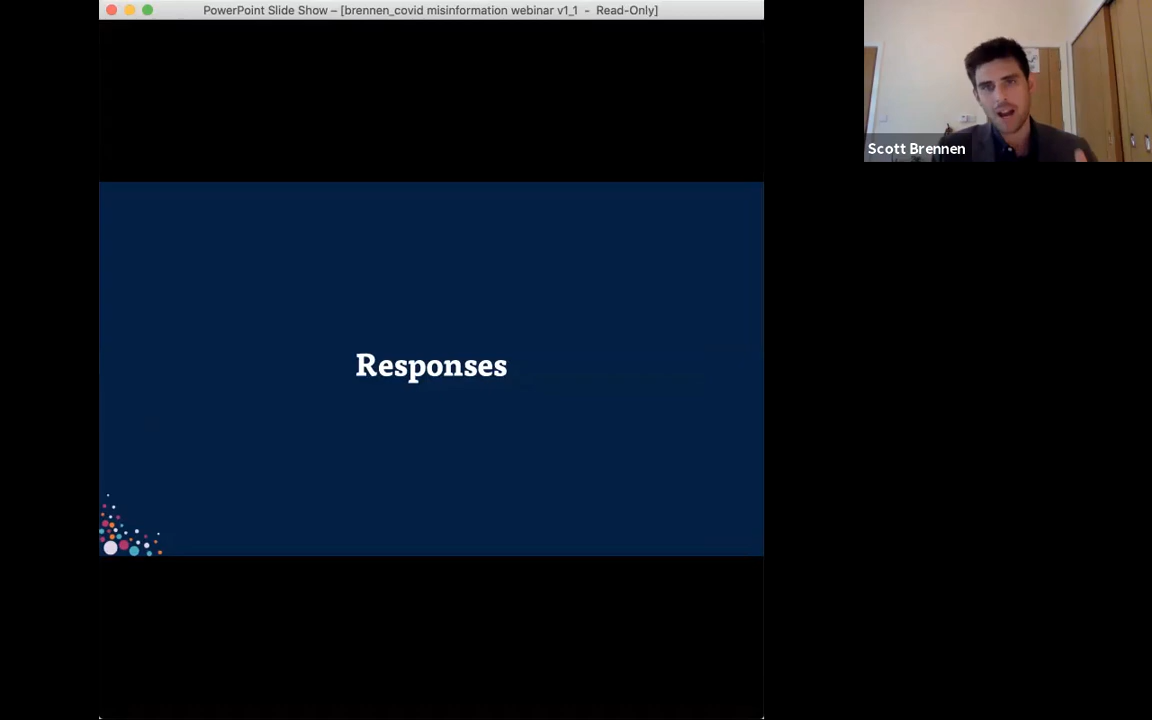 PowerPoint Slide Show – [brennen_covid misinformation webinar v1_1 - Read-Only]
Scott Brennen
Responses